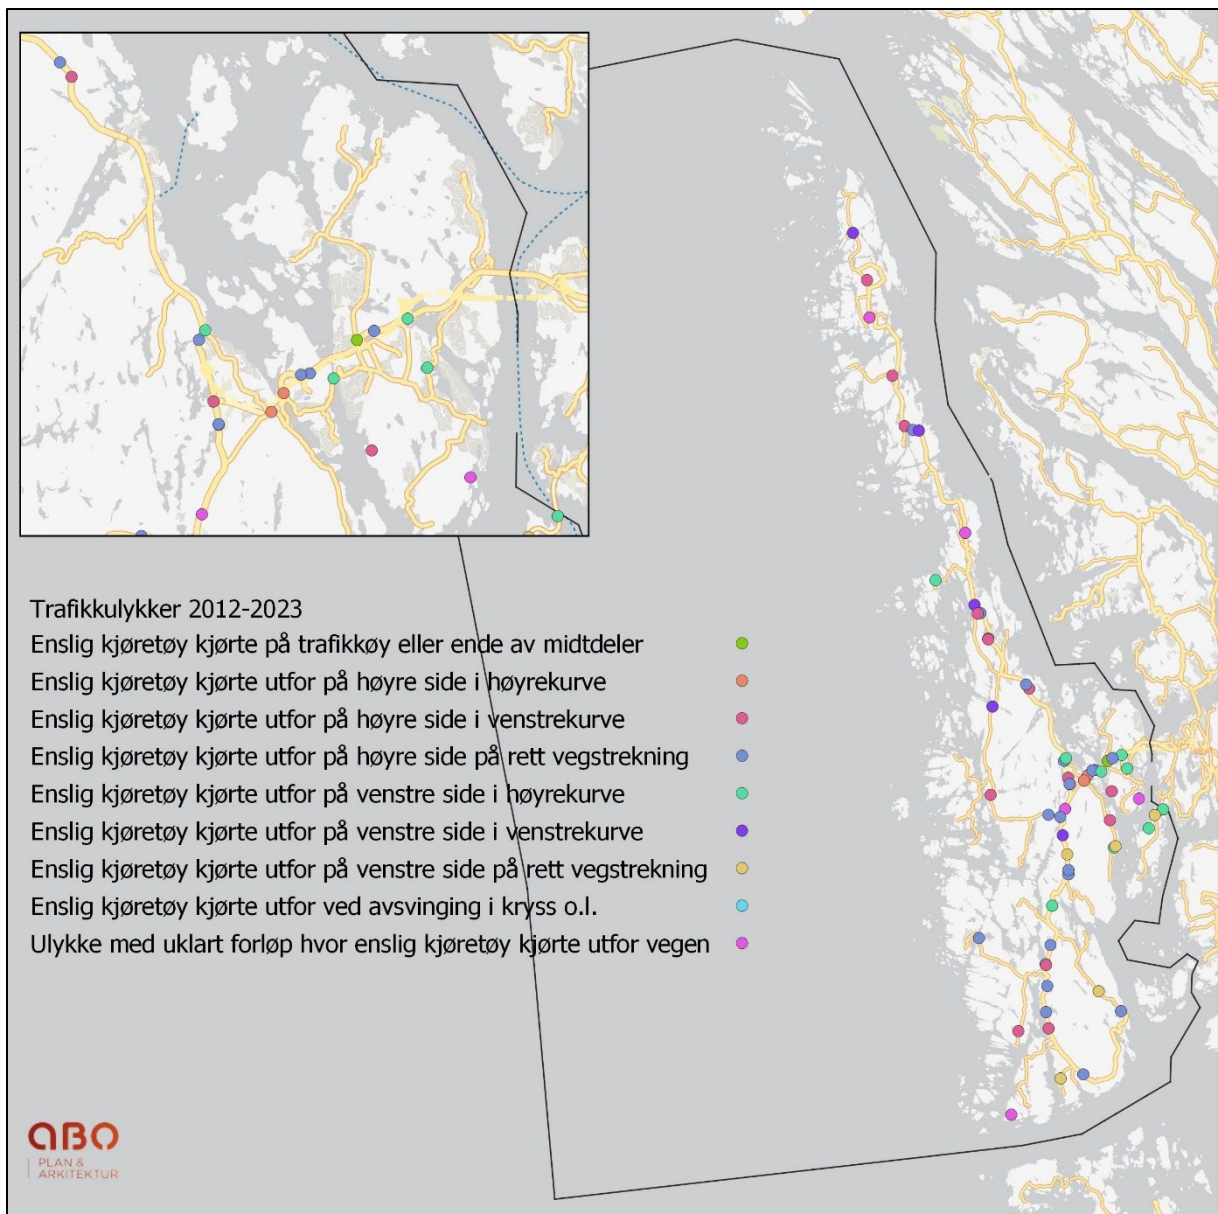 Trafikkulykker 2012-2023
Enslig kjøretøy kjørte på trafikkøy eller ende av midtdeler
Enslig kjøretøy kjørte utfor på høyre side i høyrekurve
Enslig kjøretøy kjørte utfor på høyre side i venstrekurve
Enslig kjøretøy kjørte utfor på høyre side på rett vegstrekning
Enslig kjøretøy kjørte utfor på venstre side i høyrekurve
Enslig kjøretøy kjørte utfor på venstre side i venstrekurve
Enslig kjøretøy kjørte utfor på venstre side på rett vegstrekning
Enslig kjøretøy kjørte utfor ved avsvinging i kryss o.l.
Ulykke med uklart forløp hvor enslig kjøretøy kjørte utfor vegen
ABO
PLAN &
ARKITEKTUR